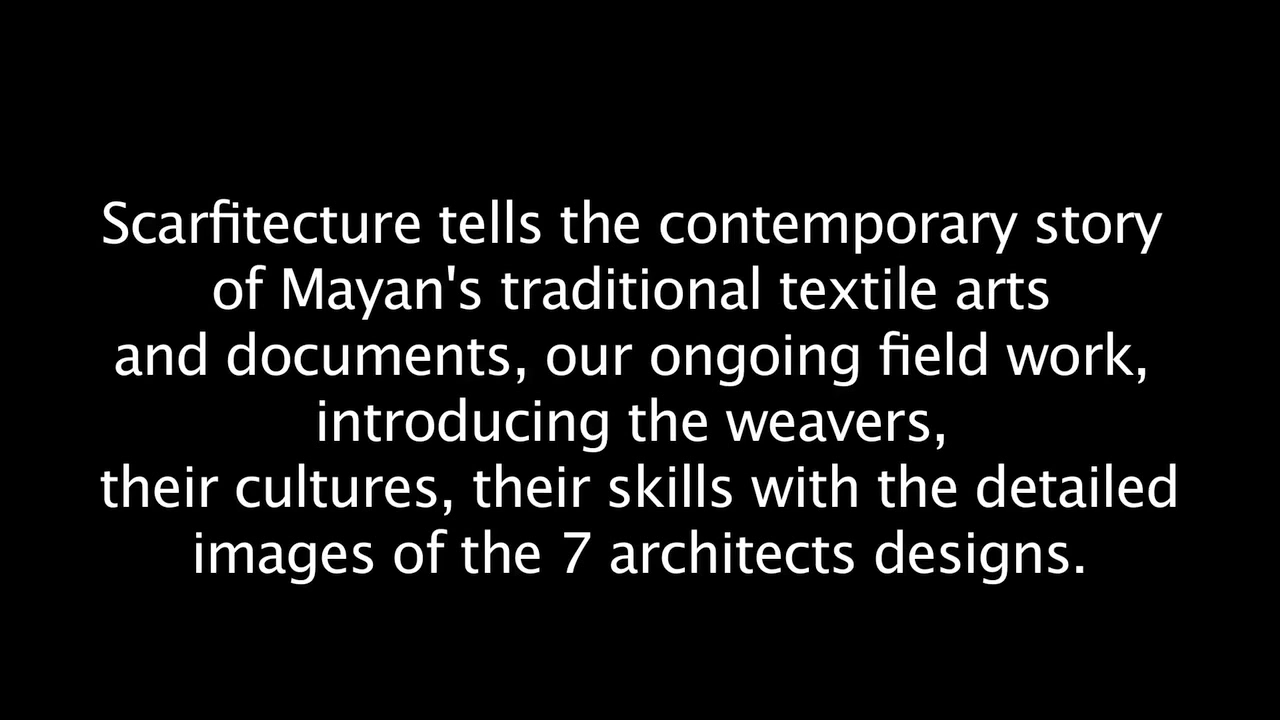 Scarfitecture tells the contemporary story
of Mayan's traditional textile arts
and documents, our ongoing field work,
introducing the weavers,
their cultures, their skills with the detailed
images of the 7 architects designs.